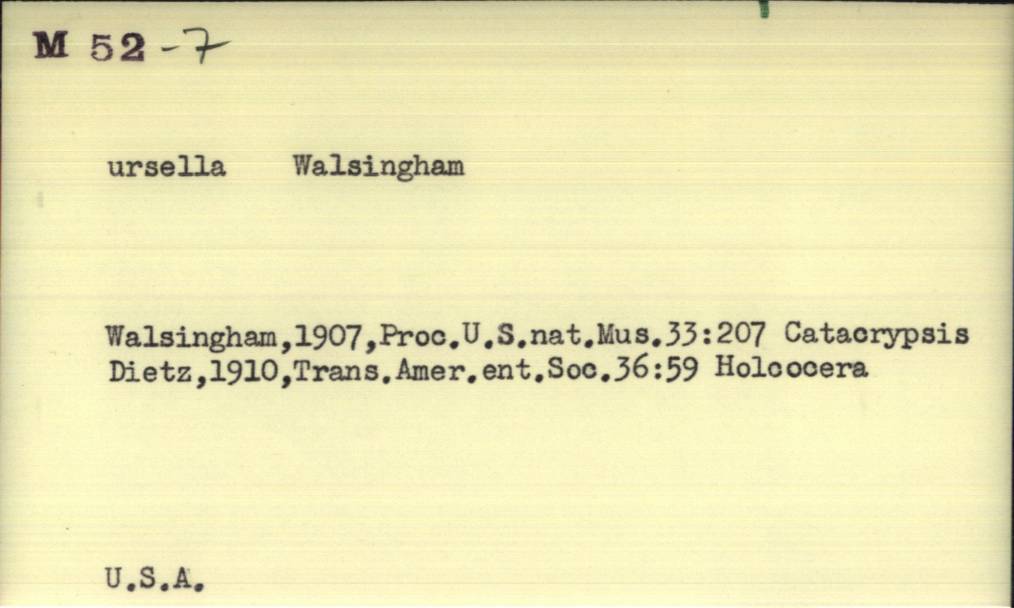 M 52 - 7
ursella Walsingham
Walsingham,1907,Proc.U.S.nat.Mus.33:207 Catacrypsis
Dietz,1910,Trans.Amer.ent.Soc.36:59 Holcocera
U.S.A.